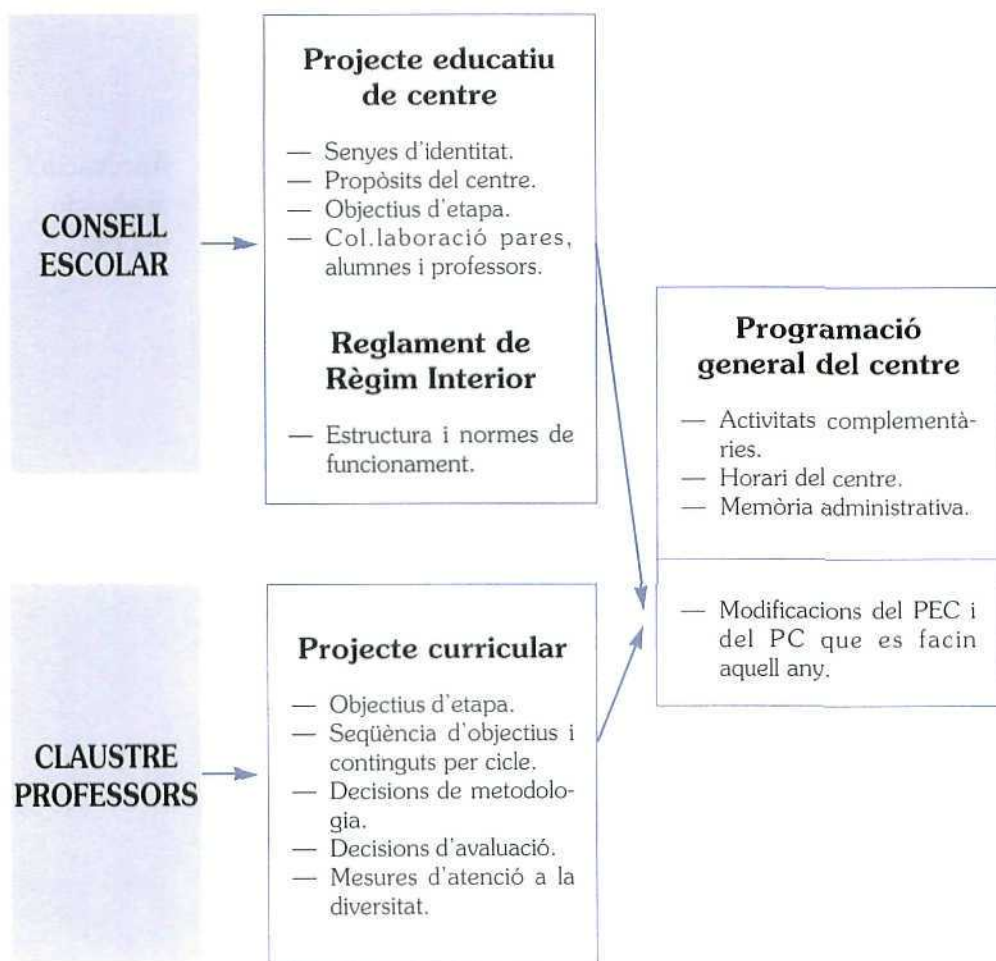 CONSELL
ESCOLAR
Projecte educatiu
de centre
— Senyes d'identitat.
— Propòsits del centre.
— Objectius d'etapa.
— Col.laboració pares,
alumnes i professors.
Reglament de
Règim Interior
— Estructura i normes de
funcionament.
Programació
general del centre
— Activitats complementà-
ries.
— Horari del centre.
— Memòria administrativa.
— Modificacions del PEC i
del PC que es facin
aquell any.
CLAUSTRE
PROFESSORS
Projecte curricular
— Objectius d'etapa.
— Seqüència d'objectius i
continguts per cicle.
— Decisions de metodolo-
gia.
— Decisions d'avaluació.
— Mesures d'atenció a la
diversitat.